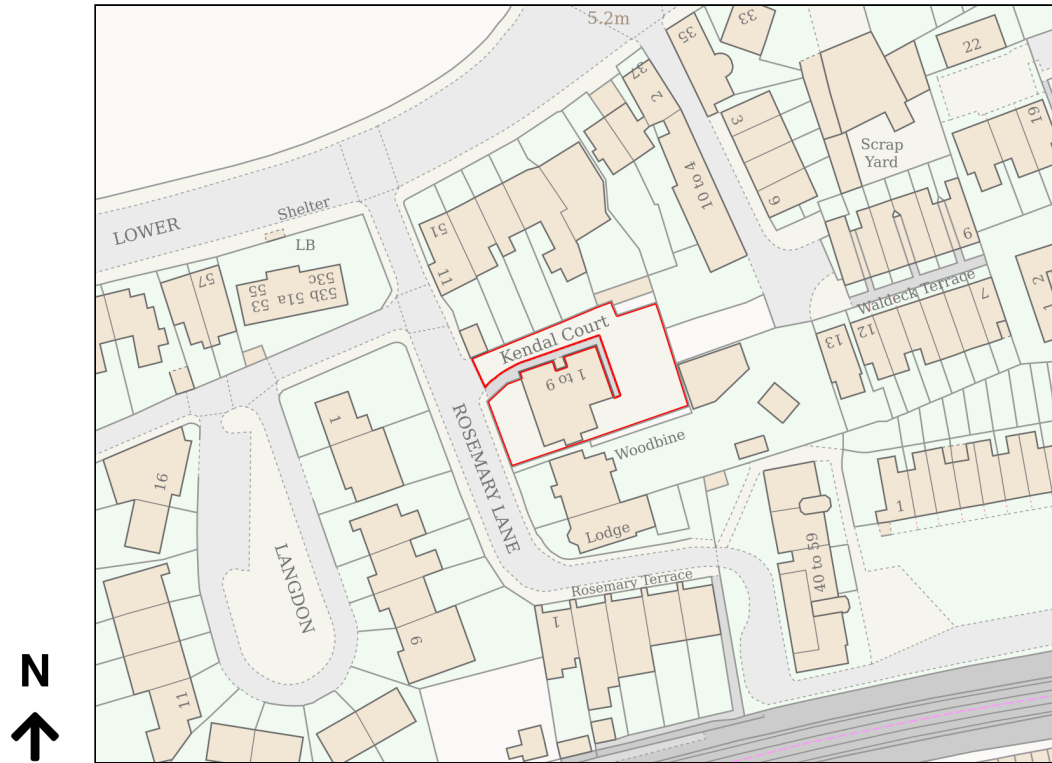 5.2m
33
35
22
37
2
3
19
Scrap
Yard
10 to 4
6
LOWER
Shelter
LB
51
11
9
57
55
53
53b 51a
53c
Waldeck Terrace
2
7
12
13
Kendal Court
1 to 9
1
ROSEMARY LANE
Woodbine
16
1
Lodge
40 to 59
LANGDON
Rosemary Terrace
1
9
11
N